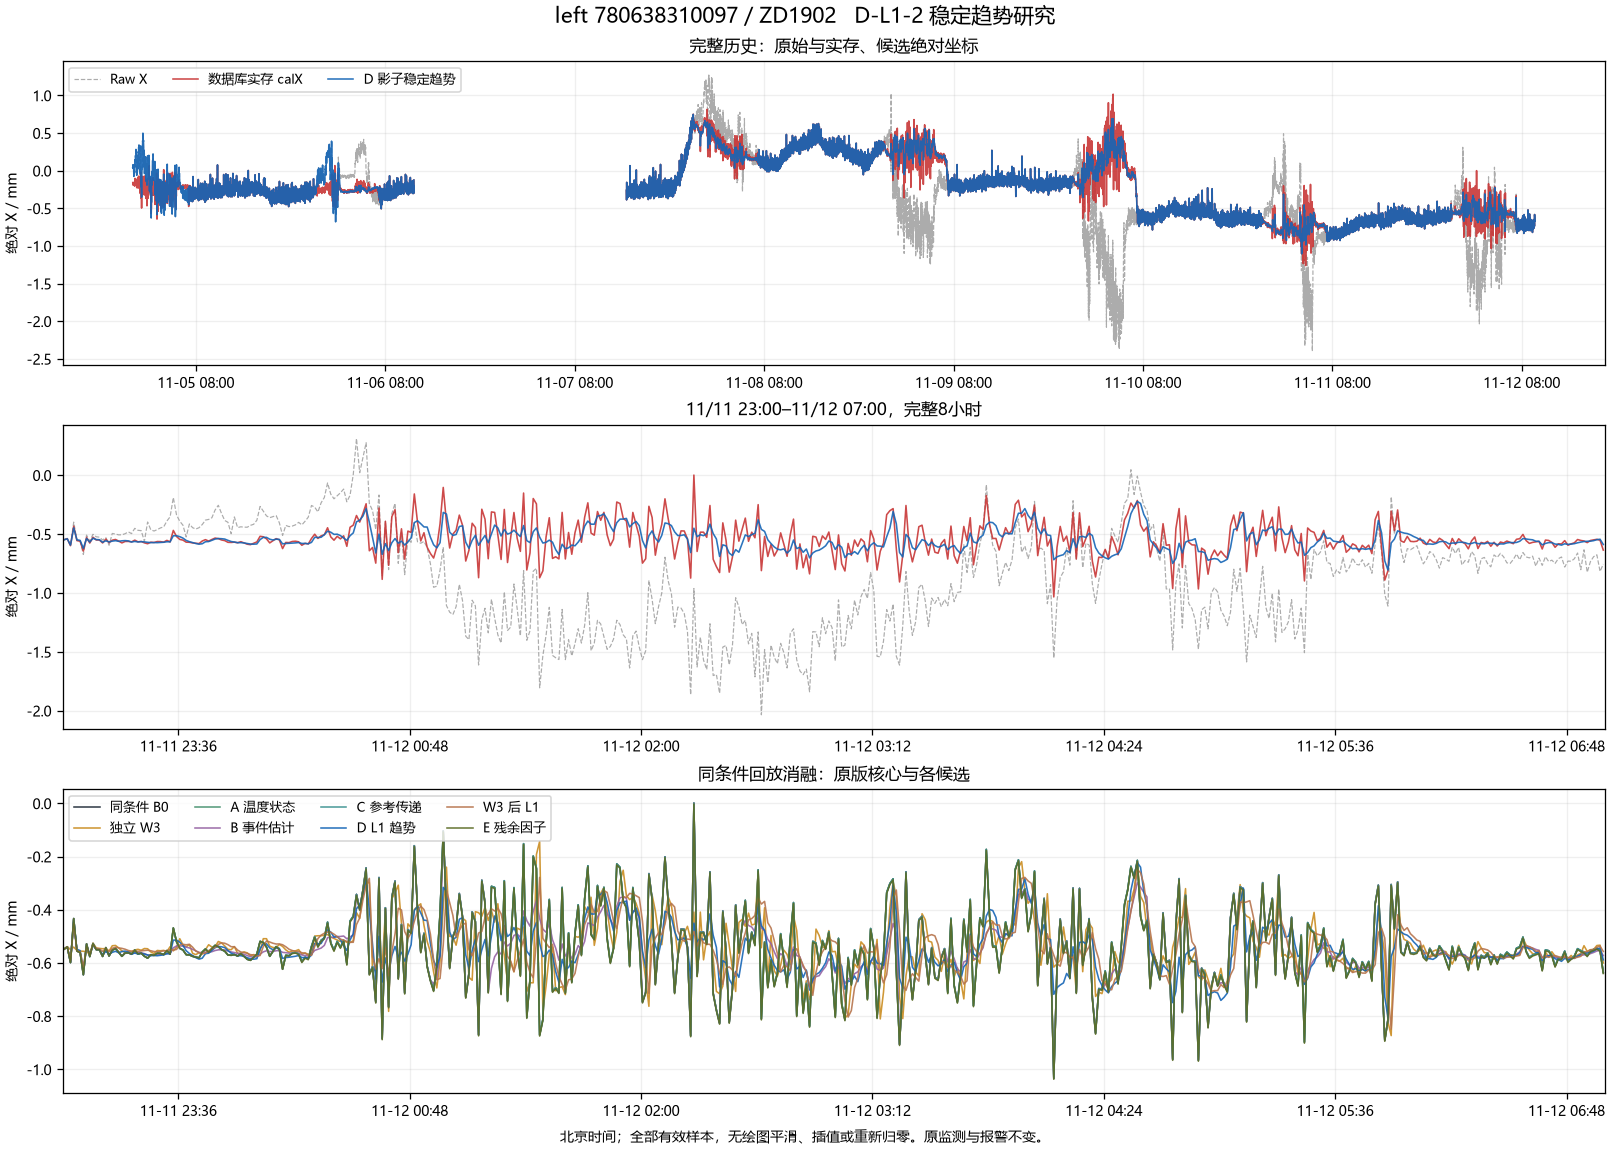 left 780638310097 / ZD1902   D-L1-2 稳定趋势研究
完整历史：原始与实存、候选绝对坐标
Raw X
数据库实存 calX
D 影子稳定趋势
绝对 X / mm
1.0
0.5
0.0
-0.5
-1.0
-1.5
-2.0
-2.5
11-05 08:00
11-06 08:00
11-07 08:00
11-08 08:00
11-09 08:00
11-10 08:00
11-11 08:00
11-12 08:00
11/11 23:00–11/12 07:00，完整8小时
绝对 X / mm
0.0
-0.5
-1.0
-1.5
-2.0
11-11 23:36
11-12 00:48
11-12 02:00
11-12 03:12
11-12 04:24
11-12 05:36
11-12 06:48
同条件回放消融：原版核心与各候选
同条件 B0
A 温度状态
C 参考传递
W3 后 L1
独立 W3
B 事件估计
D L1 趋势
E 残余因子
绝对 X / mm
0.0
-0.2
-0.4
-0.6
-0.8
-1.0
11-11 23:36
11-12 00:48
11-12 02:00
11-12 03:12
11-12 04:24
11-12 05:36
11-12 06:48
北京时间；全部有效样本，无绘图平滑、插值或重新归零。原监测与报警不变。